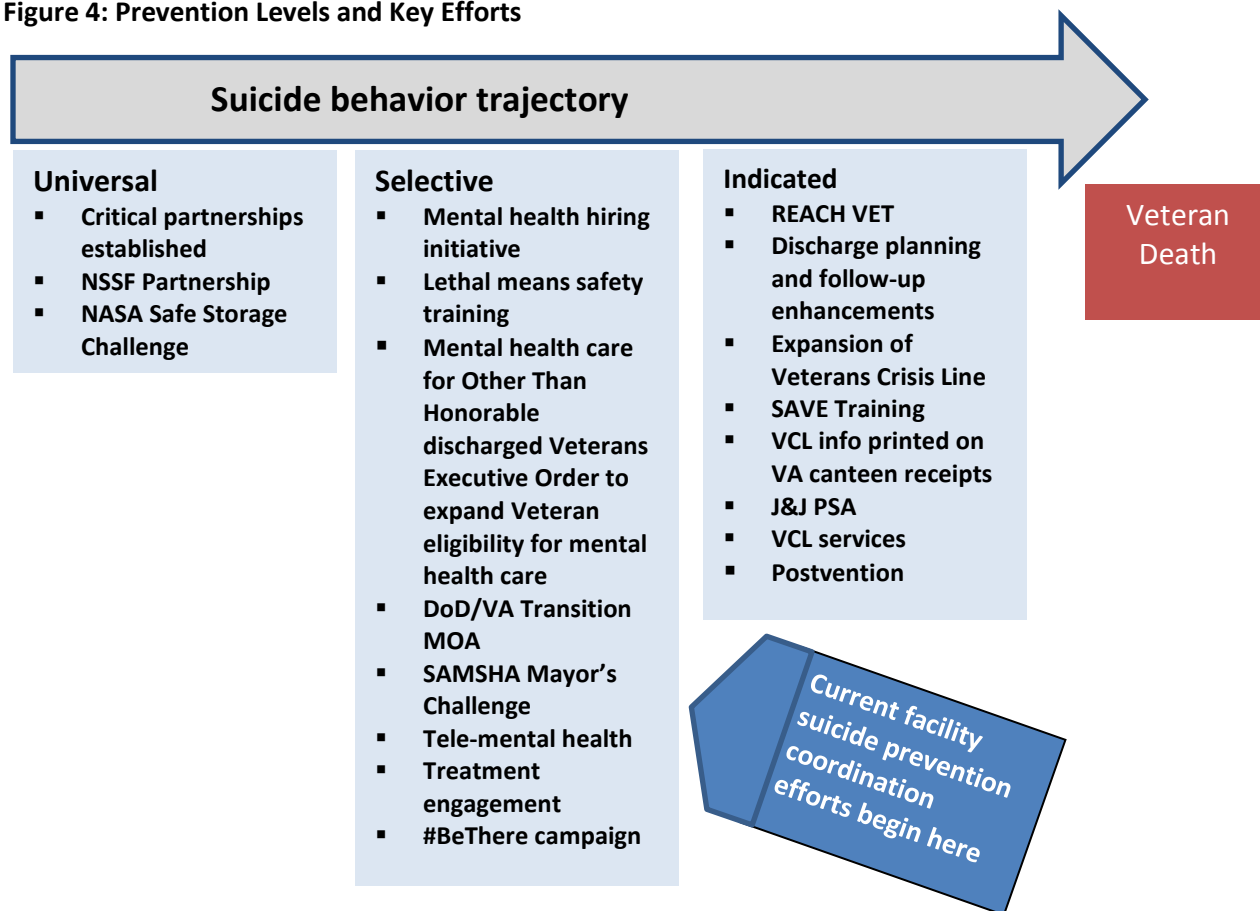 Figure 4: Prevention Levels and Key Efforts
Suicide behavior trajectory
Universal
▪ Critical partnerships
established
▪ NSSF Partnership
▪ NASA Safe Storage
Challenge
Selective
▪ Mental health hiring
initiative
▪ Lethal means safety
training
▪ Mental health care
for Other Than
Honorable
discharged Veterans
Executive Order to
expand Veteran
eligibility for mental
health care
▪ DoD/VA Transition
MOA
▪ SAMSHA Mayor’s
Challenge
▪ Tele-mental health
▪ Treatment
engagement
▪ #BeThere campaign
Indicated
▪ REACH VET
▪ Discharge planning
and follow-up
enhancements
▪ Expansion of
Veterans Crisis Line
▪ SAVE Training
▪ VCL info printed on
VA canteen receipts
▪ J&J PSA
▪ VCL services
▪ Postvention
Veteran
Death
Current facility
suicide prevention
coordination
efforts begin here